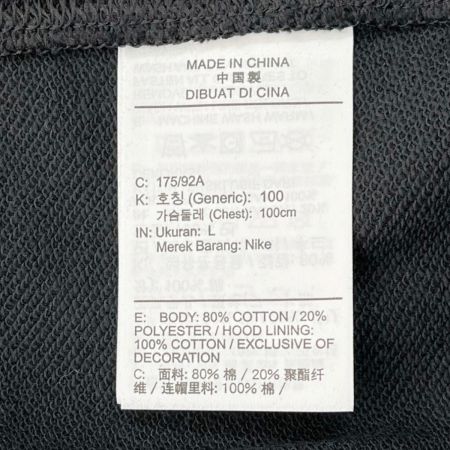 MADE IN CHINA
中国製
DIBUAT DI CINA
C: 175/92A
K: 호칭 (Generic): 100
가슴둘레 (Chest): 100cm
IN: Ukuran: L
Merek Barang: Nike
E: BODY: 80% COTTON / 20%
POLYESTER / HOOD LINING:
100% COTTON / EXCLUSIVE OF
DECORATION
C: 面料: 80% 棉 / 20% 聚酯纤
维 / 连帽里料: 100% 棉 /